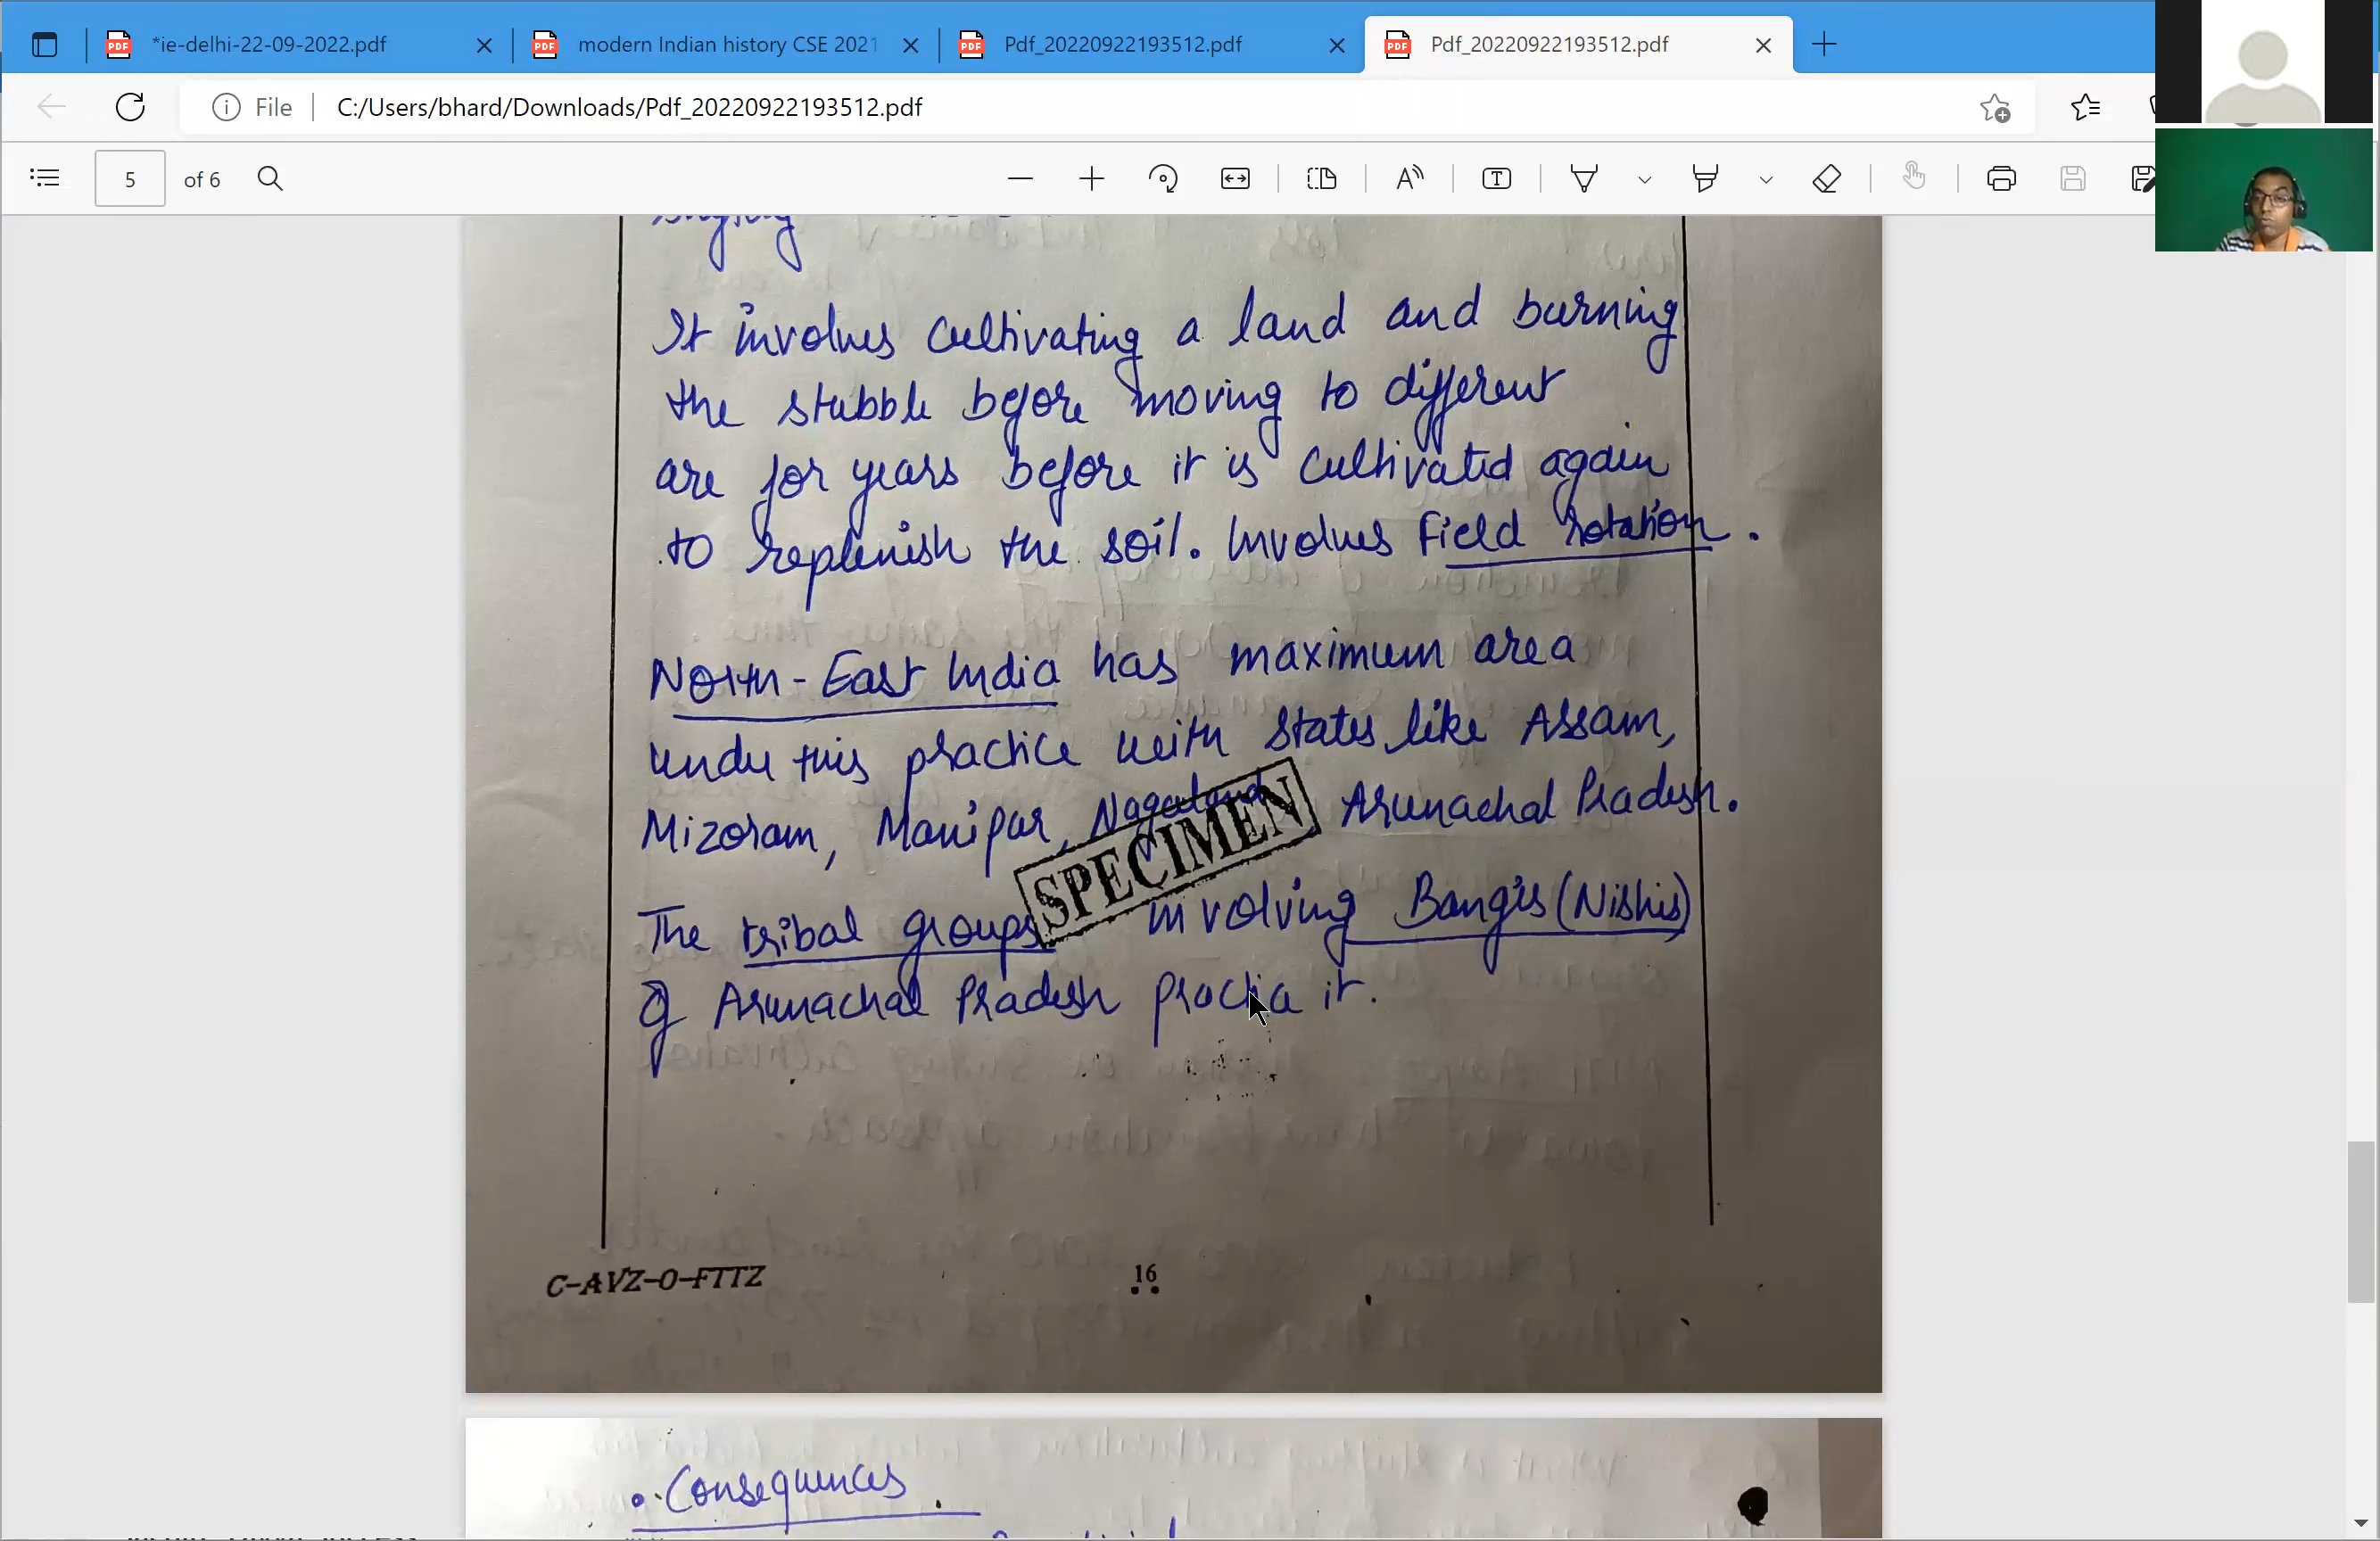 *ie-delhi-22-09-2022.pdf
modern Indian history CSE 2021
Pdf_20220922193512.pdf
Pdf_20220922193512.pdf
File
C:/Users/bhard/Downloads/Pdf_20220922193512.pdf
5 of 6
It involves cultivating a land and burning
the stubble before moving to different
are for years before it is cultivated again
to replenish the soil. Involves Field rotation.
North-East India has maximum area
under this practice with states like Assam,
Mizoram, Manipur, Nagaland Arunachal Pradesh.
SPECIMEN
The tribal groups involving Bangis (Nishis)
of Arunachal Pradesh practice it.
C-AVZ-O-FTTZ
16
Consequences